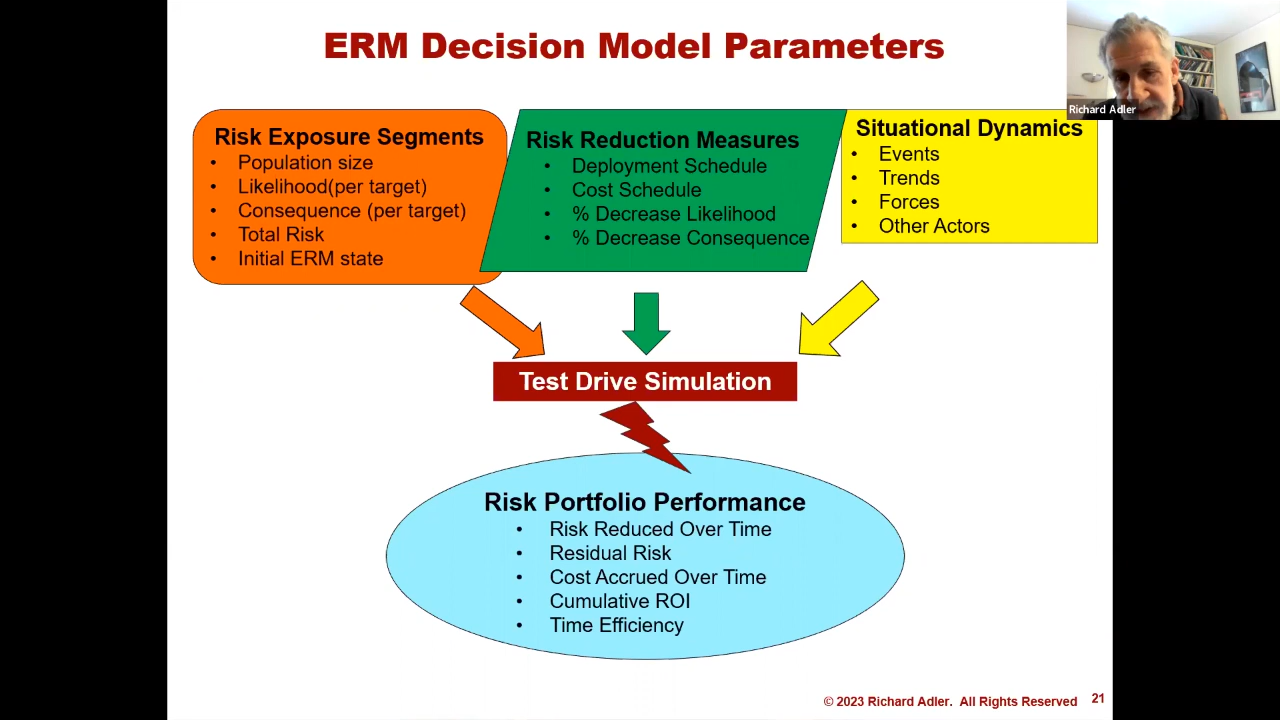 ERM Decision Model Parameters
Richard Adler
Risk Exposure Segments
• Population size
• Likelihood(per target)
• Consequence (per target)
• Total Risk
• Initial ERM state
Risk Reduction Measures
• Deployment Schedule
• Cost Schedule
• % Decrease Likelihood
• % Decrease Consequence
Situational Dynamics
• Events
• Trends
• Forces
• Other Actors
Test Drive Simulation
Risk Portfolio Performance
• Risk Reduced Over Time
• Residual Risk
• Cost Accrued Over Time
• Cumulative ROI
• Time Efficiency
© 2023 Richard Adler. All Rights Reserved 21